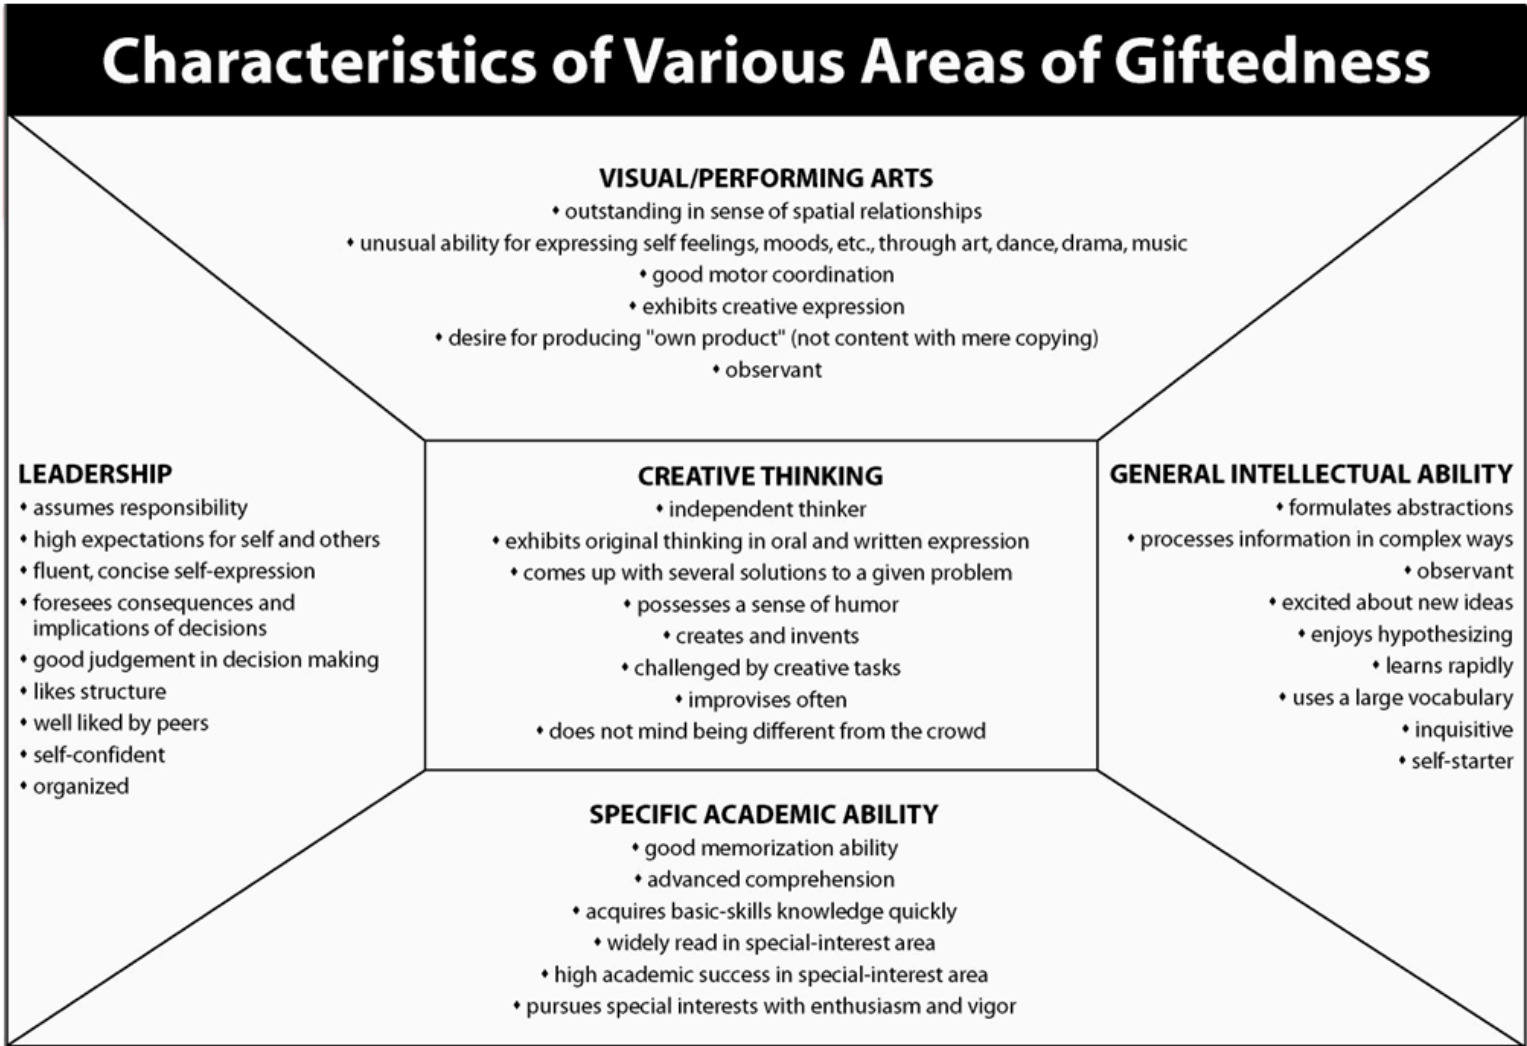 Characteristics of Various Areas of Giftedness
VISUAL/PERFORMING ARTS
♦ outstanding in sense of spatial relationships
♦ unusual ability for expressing self feelings, moods, etc., through art, dance, drama, music
♦ good motor coordination
♦ exhibits creative expression
♦ desire for producing "own product" (not content with mere copying)
♦ observant
LEADERSHIP
♦ assumes responsibility
♦ high expectations for self and others
♦ fluent, concise self-expression
♦ foresees consequences and
implications of decisions
♦ good judgement in decision making
♦ likes structure
♦ well liked by peers
♦ self-confident
♦ organized
CREATIVE THINKING
♦ independent thinker
♦ exhibits original thinking in oral and written expression
♦ comes up with several solutions to a given problem
♦ possesses a sense of humor
♦ creates and invents
♦ challenged by creative tasks
♦ improvises often
♦ does not mind being different from the crowd
GENERAL INTELLECTUAL ABILITY
♦ formulates abstractions
♦ processes information in complex ways
♦ observant
♦ excited about new ideas
♦ enjoys hypothesizing
♦ learns rapidly
♦ uses a large vocabulary
♦ inquisitive
♦ self-starter
SPECIFIC ACADEMIC ABILITY
♦ good memorization ability
♦ advanced comprehension
♦ acquires basic-skills knowledge quickly
♦ widely read in special-interest area
♦ high academic success in special-interest area
♦ pursues special interests with enthusiasm and vigor